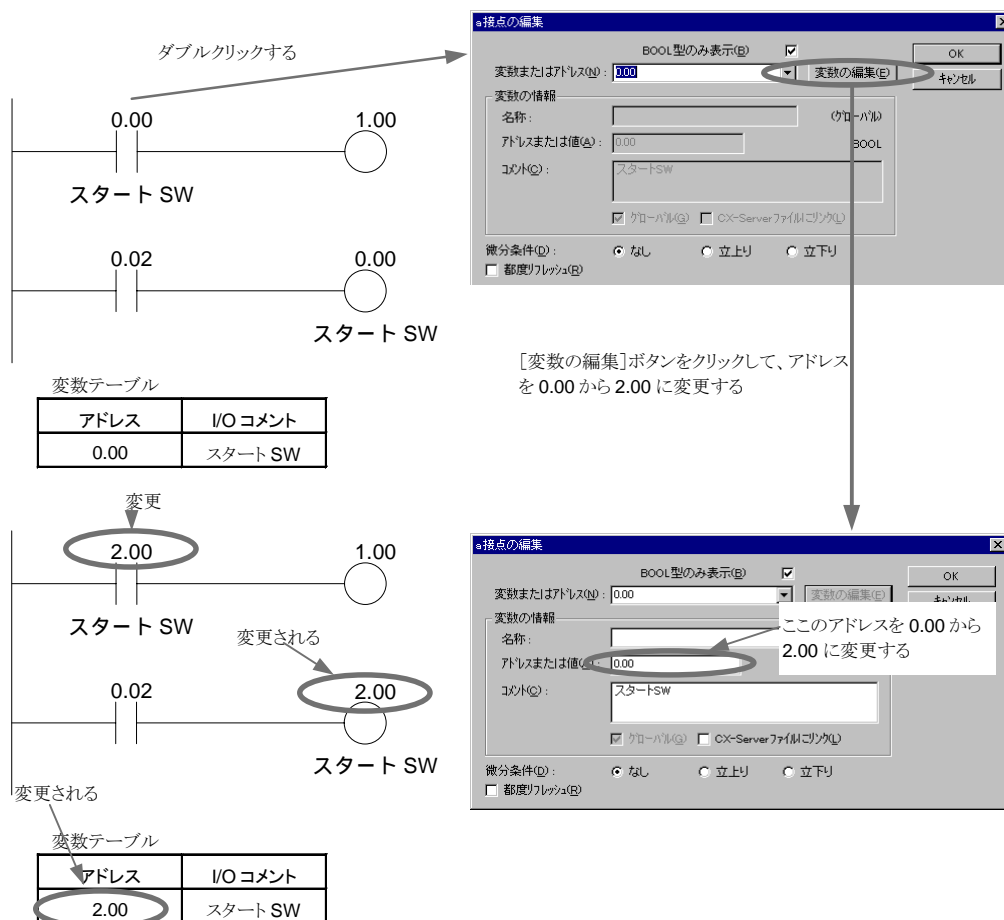 ダブルクリックする
a接点の編集
BOOL型のみ表示(B)
OK
変数またはアドレス(N): 0.00
変数の編集(E)
キャンセル
変数の情報
名称:
(グローバル)
アドレスまたは値(A): 0.00
BOOL
コメント(C): スタートSW
グローバル(G) CX-Serverファイルにリンク(L)
微分条件(D): なし 立上り 立下り
都度リフレッシュ(R)
0.00 1.00
スタート SW
0.02 0.00
スタート SW
[変数の編集]ボタンをクリックして、アドレス
を 0.00 から 2.00 に変更する
変数テーブル
アドレス I/O コメント
0.00 スタート SW
変更
2.00 1.00
スタート SW
変更される
0.02 2.00
スタート SW
変更される
変数テーブル
アドレス I/O コメント
2.00 スタート SW
a接点の編集
BOOL型のみ表示(B)
OK
変数またはアドレス(N): 0.00
変数の編集(E)
変数の情報
ここのアドレスを 0.00 から
2.00 に変更する
名称:
アドレスまたは値 0.00
コメント(C): スタートSW
グローバル(G) CX-Serverファイルにリンク(L)
微分条件(D): なし 立上り 立下り
都度リフレッシュ(R)